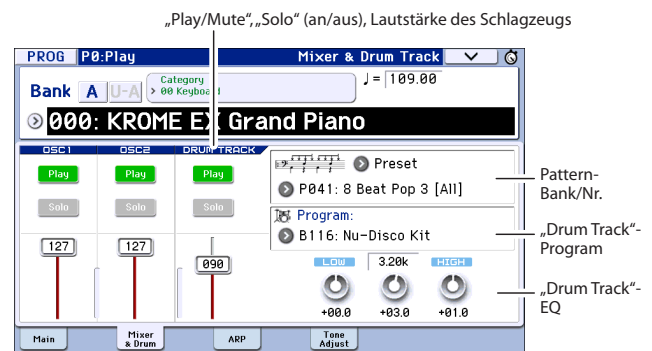 „Play/Mute“, „Solo“ (an/aus), Lautstärke des Schlagzeugs
PROG P0:Play Mixer & Drum Track
Bank A U-A
Category
00 Keyboard
♩= 109.00
000: KROME EX Grand Piano
OSC1 OSC2 DRUM TRACK
Play Play Play
Solo Solo Solo
127 127 090
Preset
P041: 8 Beat Pop 3 [All]
Pattern-
Bank/Nr.
Program:
B116: Nu-Disco Kit
„Drum Track“-
Program
LOW 3.20k HIGH
+00.0 +03.0 +01.0
„Drum Track“-
EQ
Main
Mixer
& Drum
ARP
Tone
Adjust